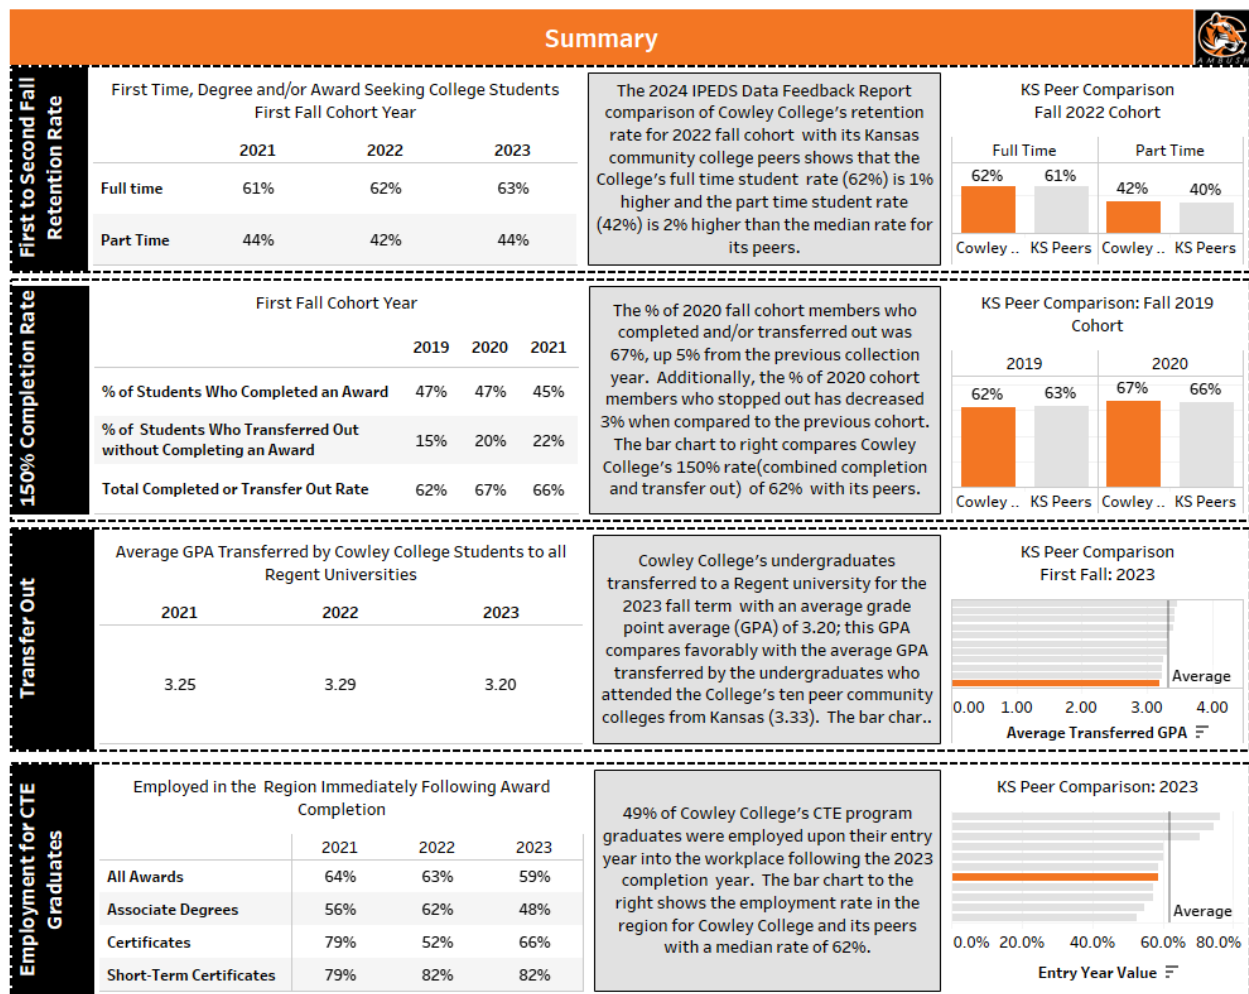 Summary
AMBUSH
First to Second Fall
Retention Rate
First Time, Degree and/or Award Seeking College Students
First Fall Cohort Year
2021 2022 2023
Full time 61% 62% 63%
Part Time 44% 42% 44%
The 2024 IPEDS Data Feedback Report
comparison of Cowley College's retention
rate for 2022 fall cohort with its Kansas
community college peers shows that the
College's full time student rate (62%) is 1%
higher and the part time student rate
(42%) is 2% higher than the median rate for
its peers.
KS Peer Comparison
Fall 2022 Cohort
Full Time Part Time
62% 61% 42% 40%
Cowley .. KS Peers Cowley .. KS Peers
150% Completion Rate
First Fall Cohort Year
2019 2020 2021
% of Students Who Completed an Award 47% 47% 45%
% of Students Who Transferred Out
without Completing an Award 15% 20% 22%
Total Completed or Transfer Out Rate 62% 67% 66%
The % of 2020 fall cohort members who
completed and/or transferred out was
67%, up 5% from the previous collection
year. Additionally, the % of 2020 cohort
members who stopped out has decreased
3% when compared to the previous cohort.
The bar chart to right compares Cowley
College's 150% rate(combined completion
and transfer out) of 62% with its peers.
KS Peer Comparison: Fall 2019
Cohort
2019 2020
62% 63% 67% 66%
Cowley .. KS Peers Cowley .. KS Peers
Transfer Out
Average GPA Transferred by Cowley College Students to all
Regent Universities
2021 2022 2023
3.25 3.29 3.20
Cowley College's undergraduates
transferred to a Regent university for the
2023 fall term with an average grade
point average (GPA) of 3.20; this GPA
compares favorably with the average GPA
transferred by the undergraduates who
attended the College's ten peer community
colleges from Kansas (3.33). The bar char..
KS Peer Comparison
First Fall: 2023
Average
0.00 1.00 2.00 3.00 4.00
Average Transferred GPA
Employment for CTE
Graduates
Employed in the Region Immediately Following Award
Completion
2021 2022 2023
All Awards 64% 63% 59%
Associate Degrees 56% 62% 48%
Certificates 79% 52% 66%
Short-Term Certificates 79% 82% 82%
49% of Cowley College's CTE program
graduates were employed upon their entry
year into the workplace following the 2023
completion year. The bar chart to the
right shows the employment rate in the
region for Cowley College and its peers
with a median rate of 62%.
KS Peer Comparison: 2023
Average
0.0% 20.0% 40.0% 60.0% 80.0%
Entry Year Value